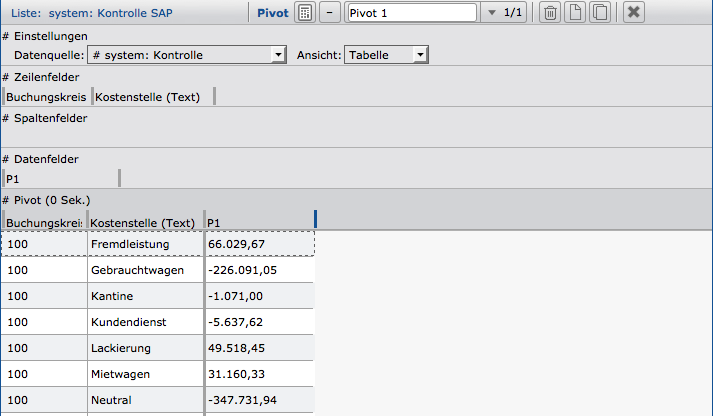 Liste: system: Kontrolle SAP Pivot – Pivot 1 1/1
# Einstellungen
Datenquelle: # system: Kontrolle Ansicht: Tabelle
# Zeilenfelder
Buchungskreis Kostenstelle (Text)
# Spaltenfelder
# Datenfelder
P1
# Pivot (0 Sek.)
Buchungskreis Kostenstelle (Text) P1
100 Fremdleistung 66.029,67
100 Gebrauchtwagen -226.091,05
100 Kantine -1.071,00
100 Kundendienst -5.637,62
100 Lackierung 49.518,45
100 Mietwagen 31.160,33
100 Neutral -347.731,94